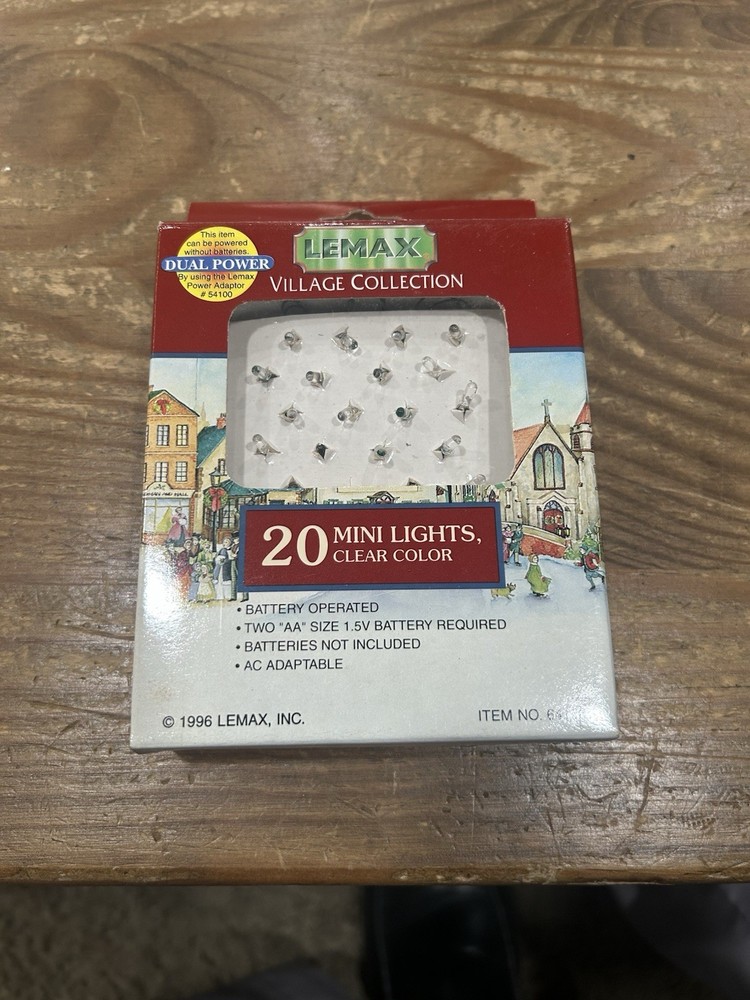 This item
can be powered
without batteries.
DUAL POWER
By using the Lemax
Power Adaptor
# 54100
LEMAX
VILLAGE COLLECTION
20 MINI LIGHTS,
CLEAR COLOR
• BATTERY OPERATED
• TWO "AA" SIZE 1.5V BATTERY REQUIRED
• BATTERIES NOT INCLUDED
• AC ADAPTABLE
© 1996 LEMAX, INC.
ITEM NO.